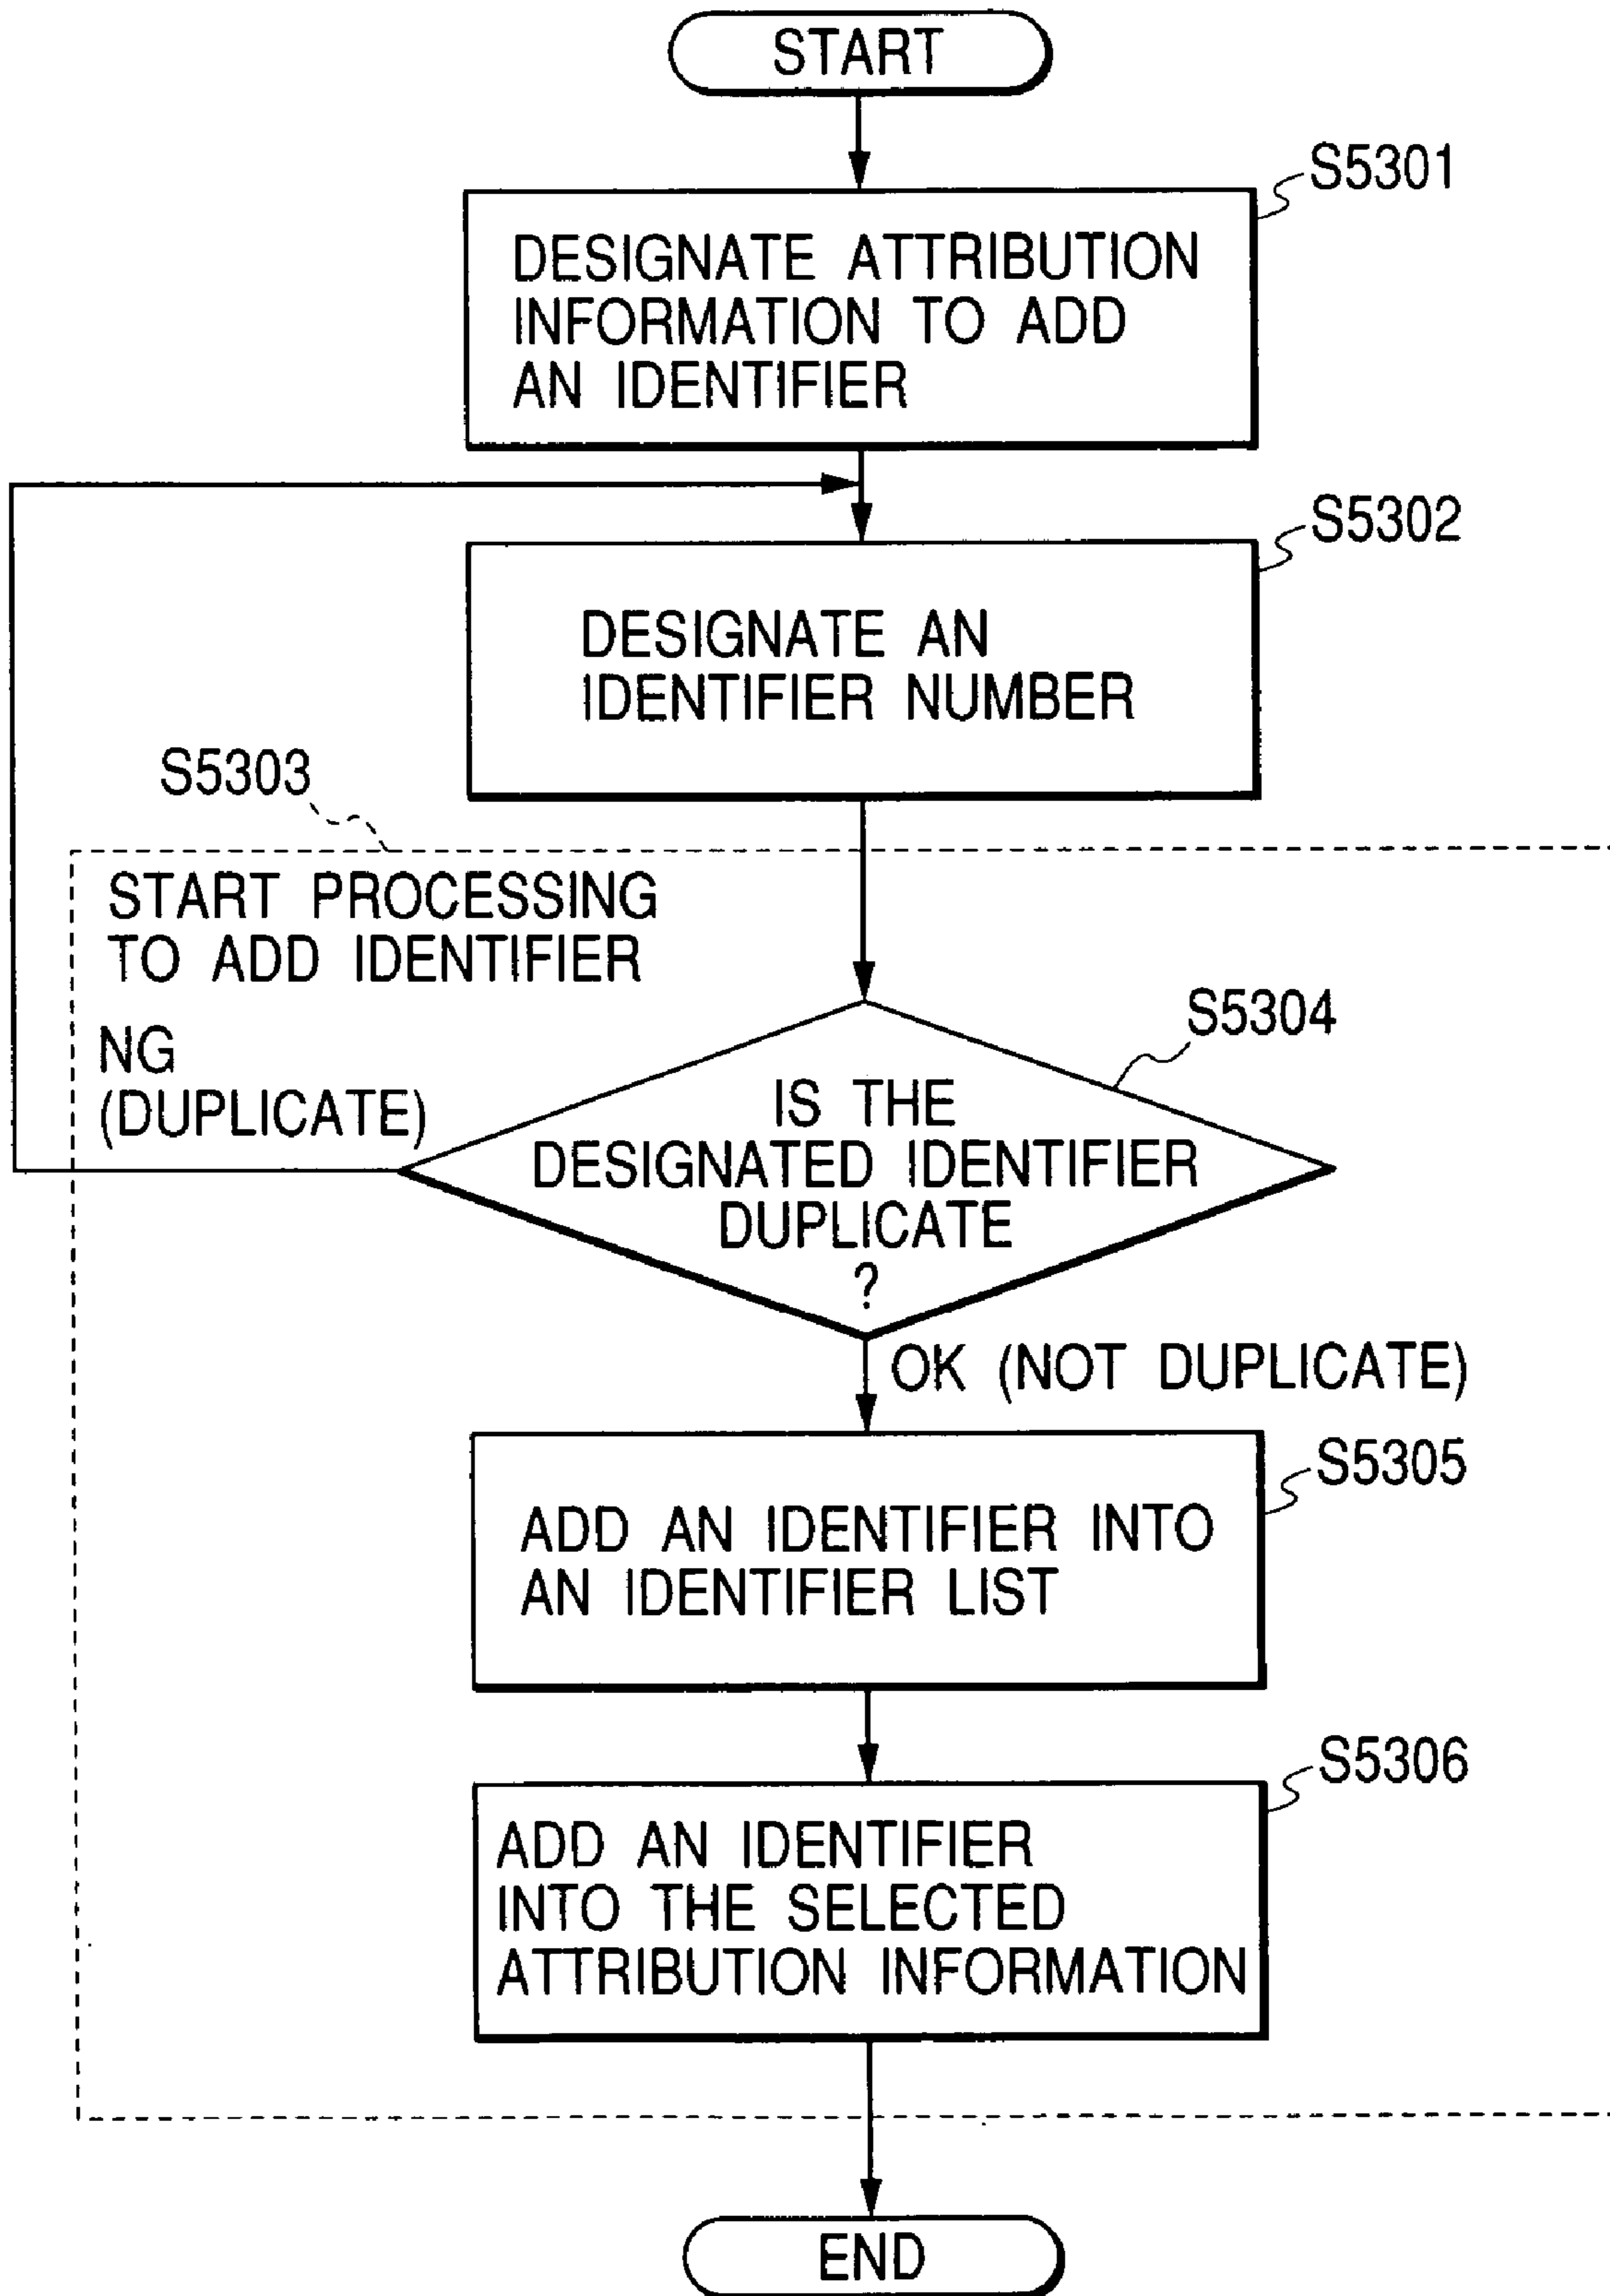 START
S5301
DESIGNATE ATTRIBUTION
INFORMATION TO ADD
AN IDENTIFIER
S5302
DESIGNATE AN
IDENTIFIER NUMBER
S5303
START PROCESSING
TO ADD IDENTIFIER
NG
(DUPLICATE)
S5304
IS THE
DESIGNATED IDENTIFIER
DUPLICATE
?
OK (NOT DUPLICATE)
S5305
ADD AN IDENTIFIER INTO
AN IDENTIFIER LIST
S5306
ADD AN IDENTIFIER
INTO THE SELECTED
ATTRIBUTION INFORMATION
END